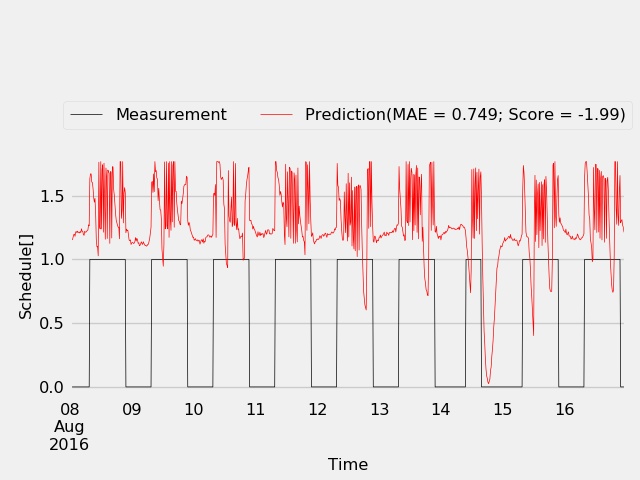 Measurement
Prediction(MAE = 0.749; Score = -1.99)
Schedule[]
1.5
1.0
0.5
0.0
08 09 10 11 12 13 14 15 16
Aug
2016
Time